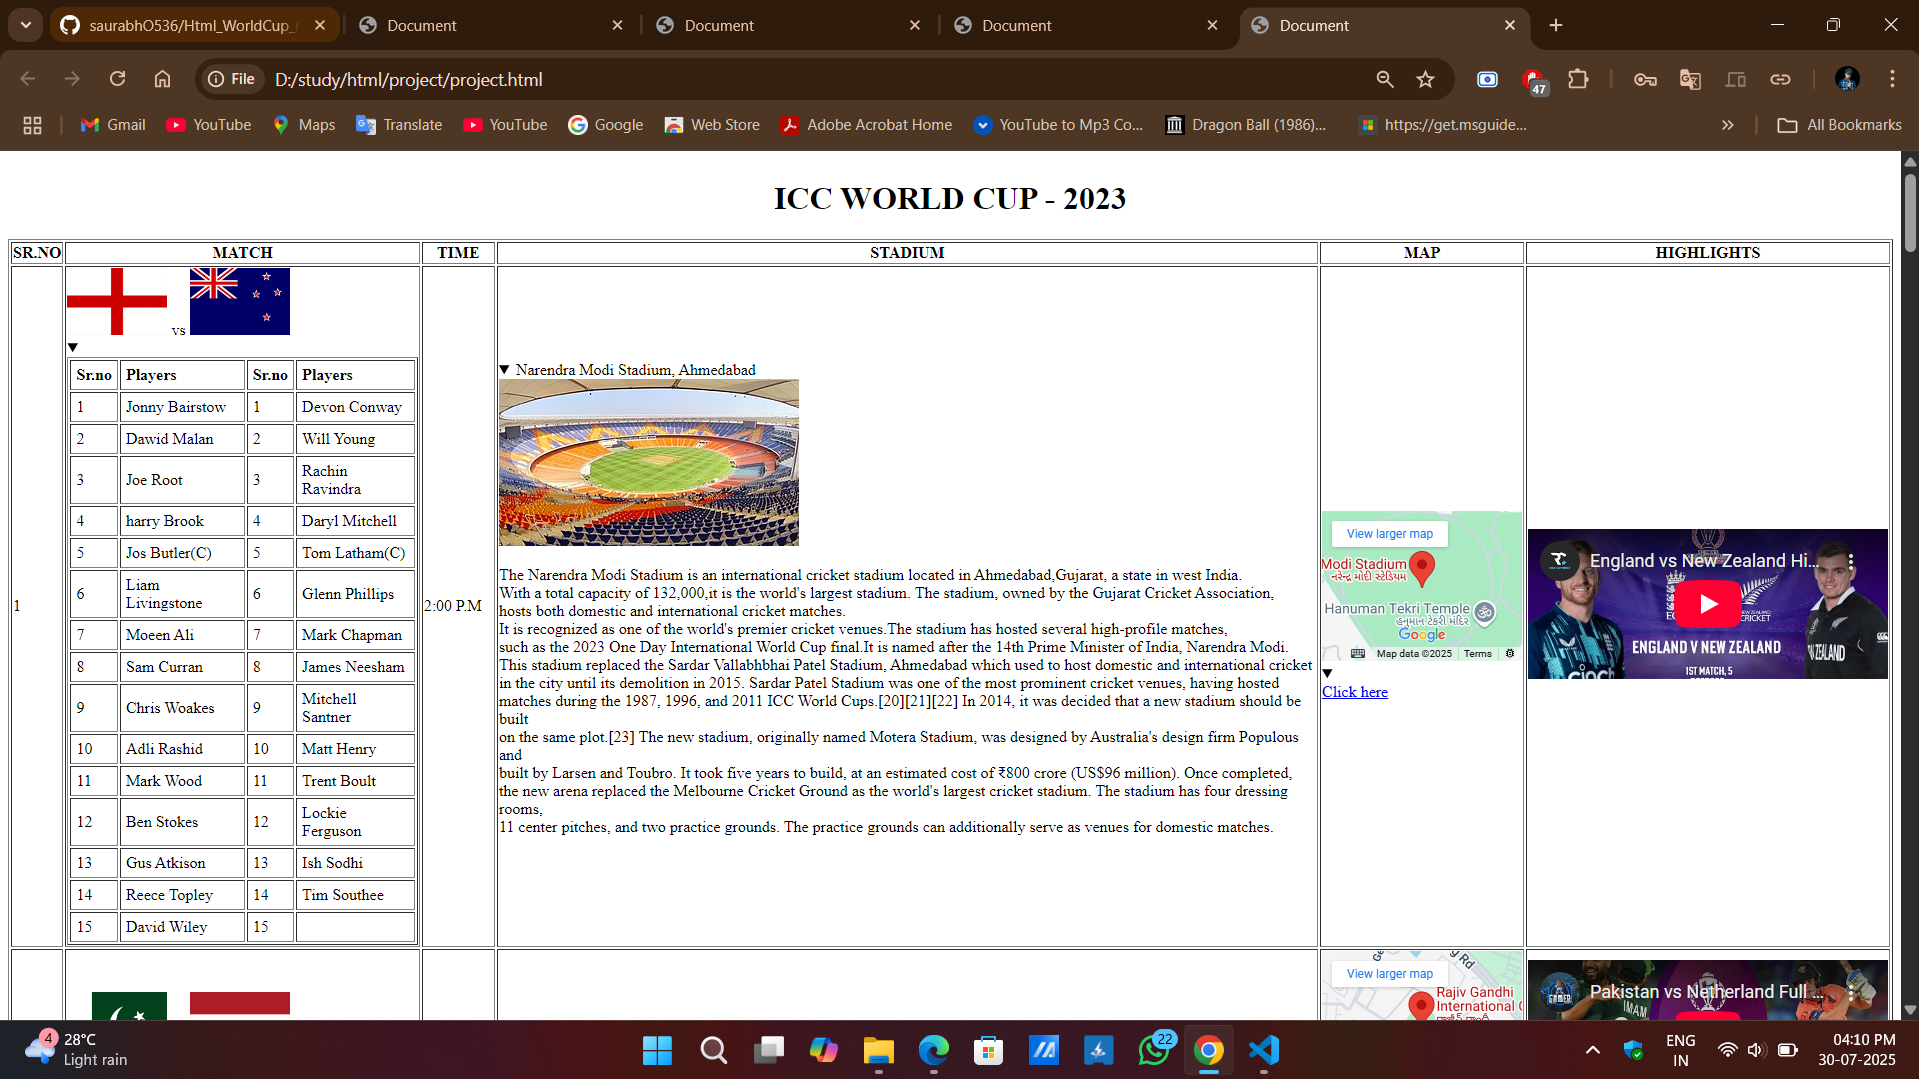 saurabhO536/Html_WorldCup_
Document
Document
Document
Document
File
D:/study/html/project/project.html
47
Gmail
YouTube
Maps
Translate
YouTube
Google
Web Store
Adobe Acrobat Home
YouTube to Mp3 Co...
Dragon Ball (1986)...
https://get.msguide...
All Bookmarks
ICC WORLD CUP - 2023
SR.NO MATCH TIME STADIUM MAP HIGHLIGHTS
1
vs
Sr.no Players Sr.no Players
1 Jonny Bairstow 1 Devon Conway
2 Dawid Malan 2 Will Young
3 Joe Root 3 Rachin Ravindra
4 harry Brook 4 Daryl Mitchell
5 Jos Butler(C) 5 Tom Latham(C)
6 Liam Livingstone 6 Glenn Phillips
7 Moeen Ali 7 Mark Chapman
8 Sam Curran 8 James Neesham
9 Chris Woakes 9 Mitchell Santner
10 Adli Rashid 10 Matt Henry
11 Mark Wood 11 Trent Boult
12 Ben Stokes 12 Lockie Ferguson
13 Gus Atkison 13 Ish Sodhi
14 Reece Topley 14 Tim Southee
15 David Wiley 15
2:00 P.M
Narendra Modi Stadium, Ahmedabad
The Narendra Modi Stadium is an international cricket stadium located in Ahmedabad,Gujarat, a state in west India.
With a total capacity of 132,000,it is the world's largest stadium. The stadium, owned by the Gujarat Cricket Association,
hosts both domestic and international cricket matches.
It is recognized as one of the world's premier cricket venues.The stadium has hosted several high-profile matches,
such as the 2023 One Day International World Cup final.It is named after the 14th Prime Minister of India, Narendra Modi.
This stadium replaced the Sardar Vallabhbhai Patel Stadium, Ahmedabad which used to host domestic and international cricket
in the city until its demolition in 2015. Sardar Patel Stadium was one of the most prominent cricket venues, having hosted
matches during the 1987, 1996, and 2011 ICC World Cups.[20][21][22] In 2014, it was decided that a new stadium should be
built
on the same plot.[23] The new stadium, originally named Motera Stadium, was designed by Australia's design firm Populous
and
built by Larsen and Toubro. It took five years to build, at an estimated cost of ₹800 crore (US$96 million). Once completed,
the new arena replaced the Melbourne Cricket Ground as the world's largest cricket stadium. The stadium has four dressing
rooms,
11 center pitches, and two practice grounds. The practice grounds can additionally serve as venues for domestic matches.
View larger map
Modi Stadium
નરેન્દ્ર મોદી સ્ટેડિયમ
Hanuman Tekri Temple
હનુમાન ટેકરી મંદિર
Google
Map data ©2025 Terms
Click here
England vs New Zealand Hi...
ENGLAND V NEW ZEALAND
1ST MATCH, 5
cinch
ZEALAND
View larger map
Rd
Rajiv Gandhi
International
Pakistan vs Netherland Full ...
GAMER
4
28°C
Light rain
22
ENG
IN
04:10 PM
30-07-2025